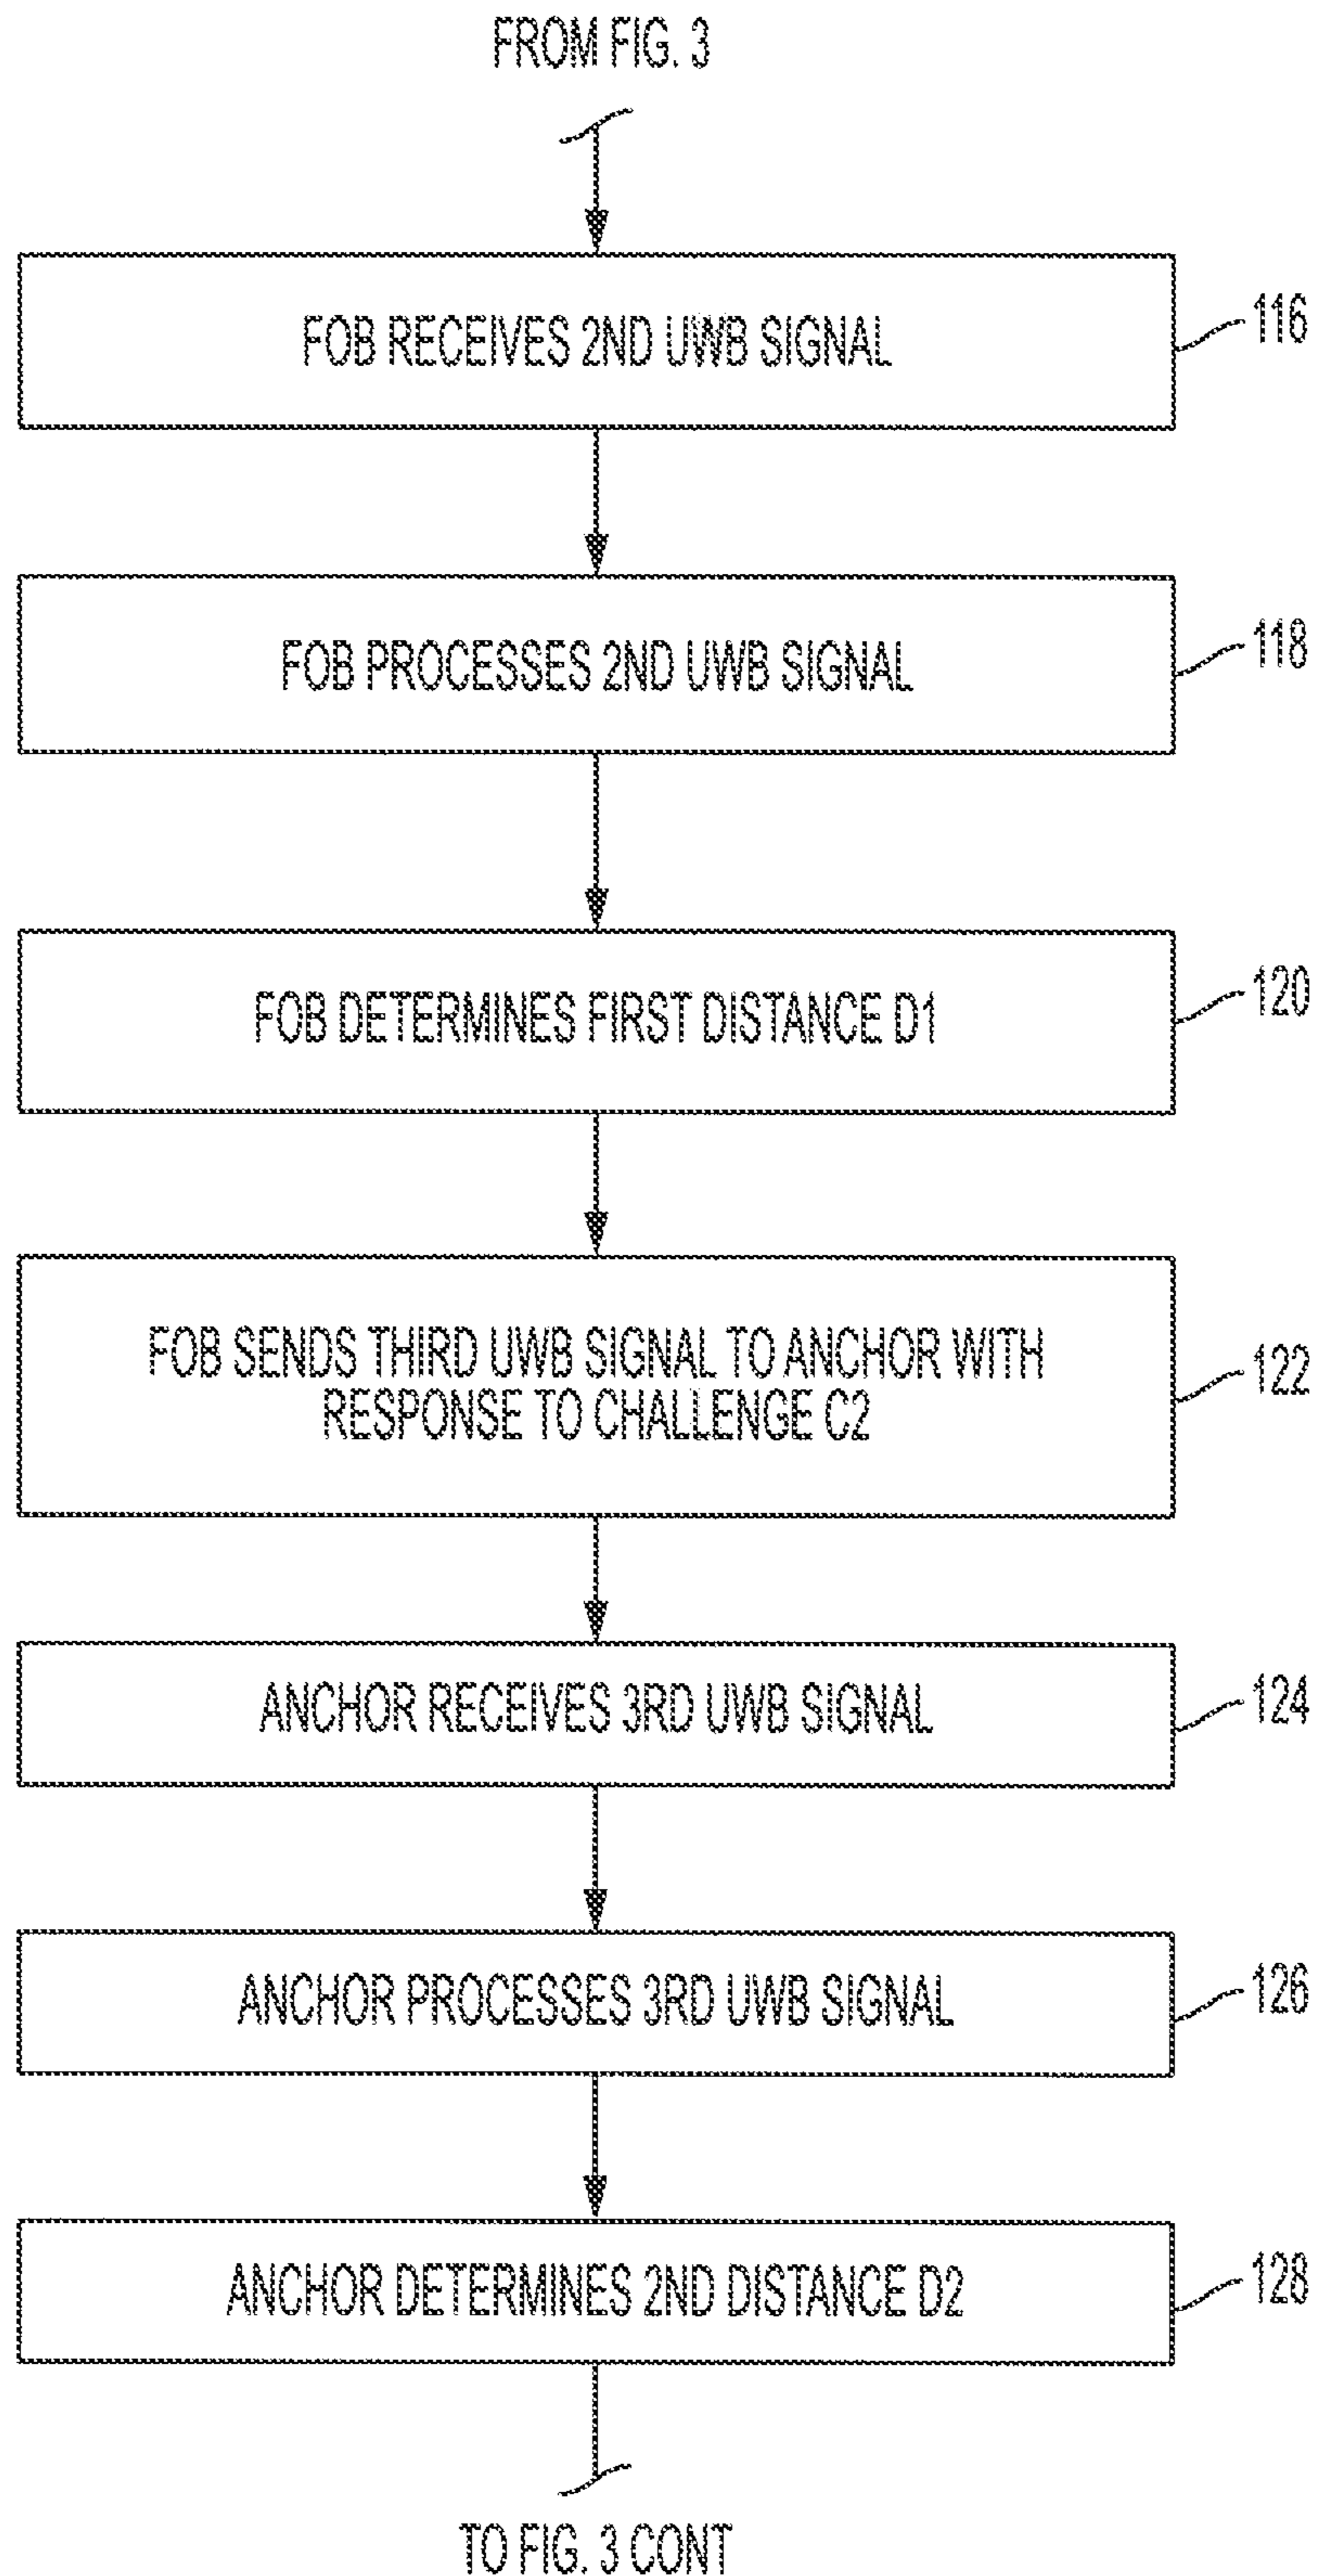 FROM FIG. 3
FOB RECEIVES 2ND UWB SIGNAL
116
FOB PROCESSES 2ND UWB SIGNAL
118
FOB DETERMINES FIRST DISTANCE D1
120
FOB SENDS THIRD UWB SIGNAL TO ANCHOR WITH
RESPONSE TO CHALLENGE C2
122
ANCHOR RECEIVES 3RD UWB SIGNAL
124
ANCHOR PROCESSES 3RD UWB SIGNAL
126
ANCHOR DETERMINES 2ND DISTANCE D2
128
TO FIG. 3 CONT